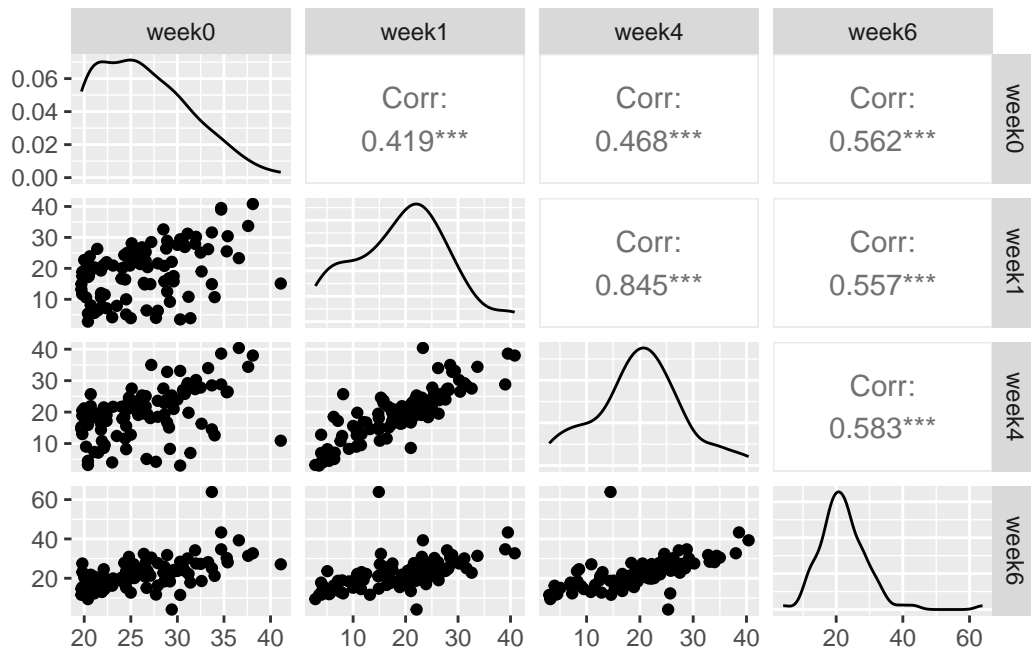 week0 week1 week4 week6
0.06
0.04
0.02
0.00
Corr:
0.419***
Corr:
0.468***
Corr:
0.562***
week0
40
30
20
10
Corr:
0.845***
Corr:
0.557***
week1
40
30
20
10
Corr:
0.583***
week4
60
40
20
week6
20 25 30 35 40
10 20 30 40
10 20 30 40
20 40 60